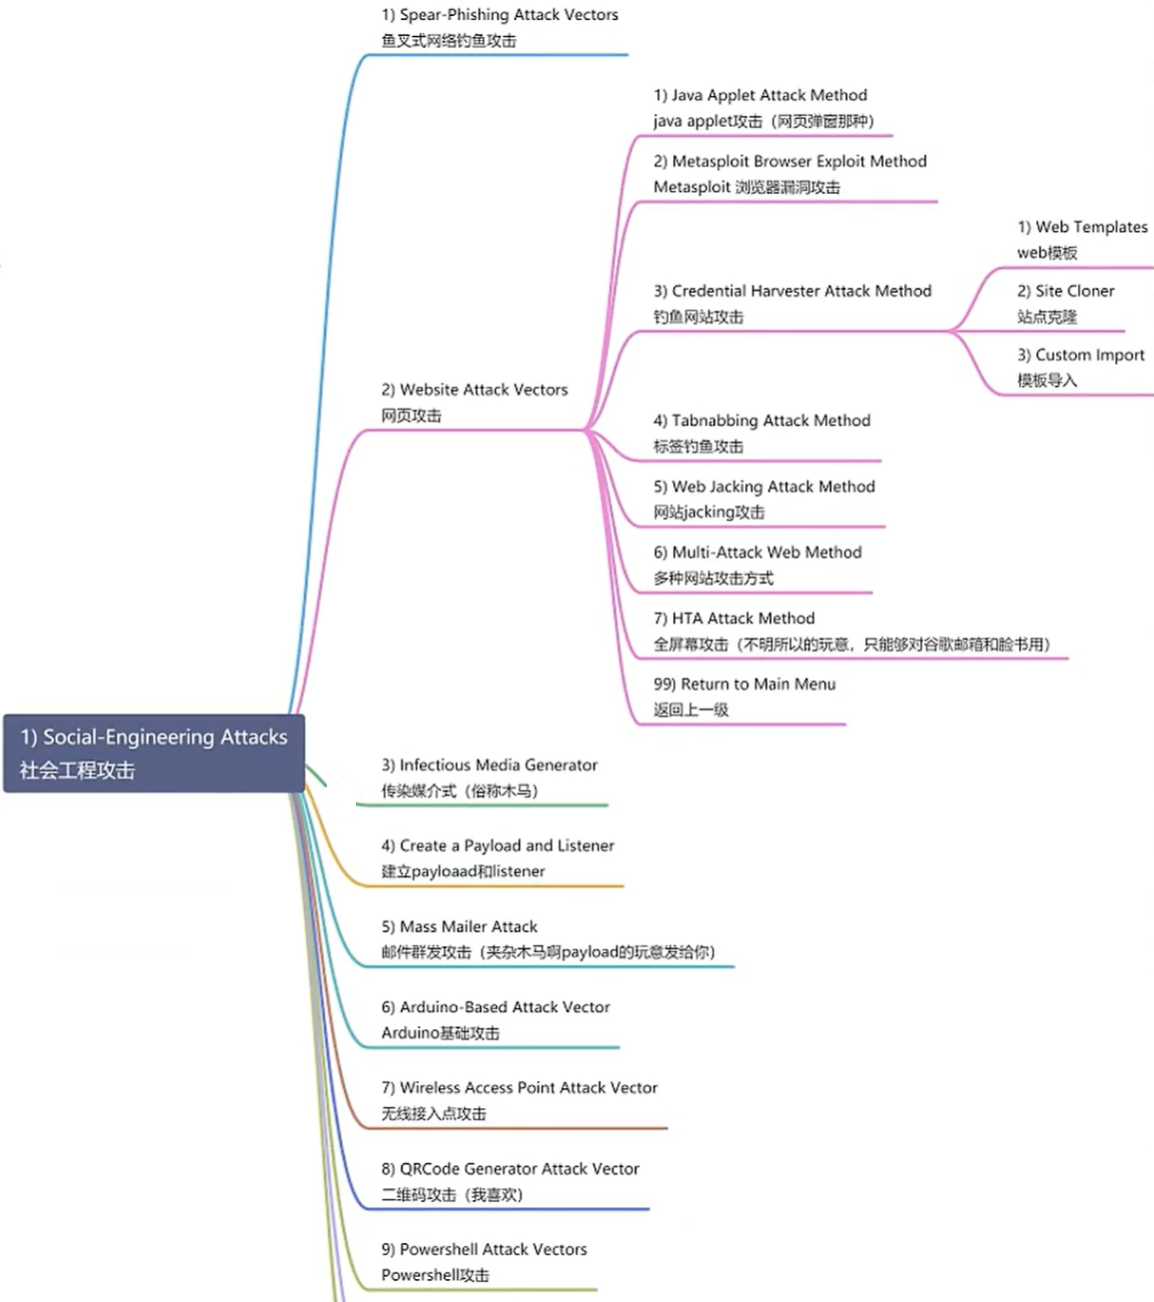 1) Social-Engineering Attacks
社会工程攻击
1) Spear-Phishing Attack Vectors
鱼叉式网络钓鱼攻击
2) Website Attack Vectors
网页攻击
1) Java Applet Attack Method
java applet攻击（网页弹窗那种）
2) Metasploit Browser Exploit Method
Metasploit 浏览器漏洞攻击
3) Credential Harvester Attack Method
钓鱼网站攻击
1) Web Templates
web模板
2) Site Cloner
站点克隆
3) Custom Import
模板导入
4) Tabnabbing Attack Method
标签钓鱼攻击
5) Web Jacking Attack Method
网站jacking攻击
6) Multi-Attack Web Method
多种网站攻击方式
7) HTA Attack Method
全屏幕攻击（不明所以的玩意，只能够对谷歌邮箱和脸书用）
99) Return to Main Menu
返回上一级
3) Infectious Media Generator
传染媒介式（俗称木马）
4) Create a Payload and Listener
建立payloaad和listener
5) Mass Mailer Attack
邮件群发攻击（夹杂木马啊payload的玩意发给你）
6) Arduino-Based Attack Vector
Arduino基础攻击
7) Wireless Access Point Attack Vector
无线接入点攻击
8) QRCode Generator Attack Vector
二维码攻击（我喜欢）
9) Powershell Attack Vectors
Powershell攻击